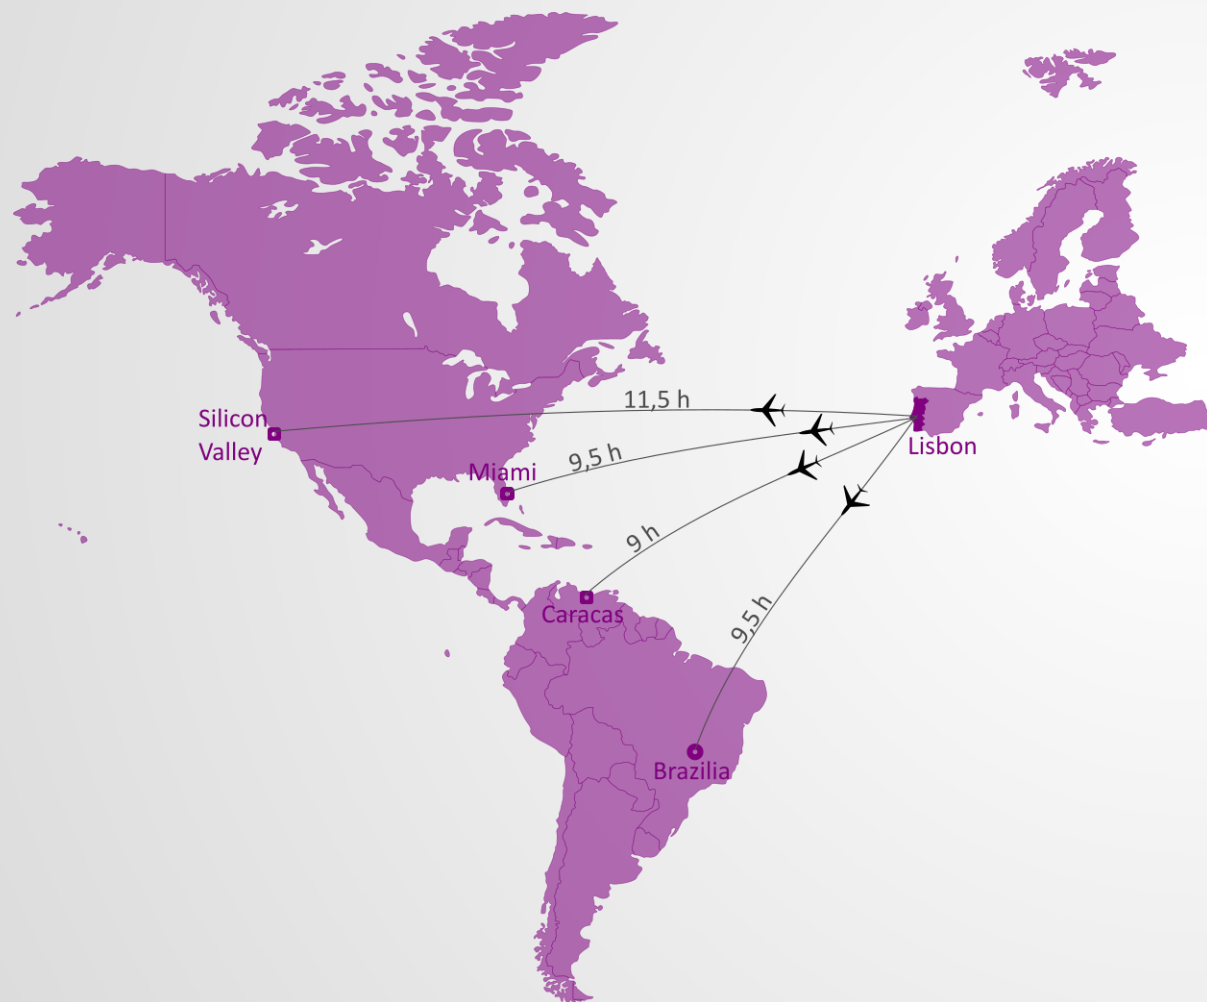 11,5 h
Silicon
Valley
Lisbon
9,5 h
Miami
9 h
Caracas
9,5 h
Brazilia